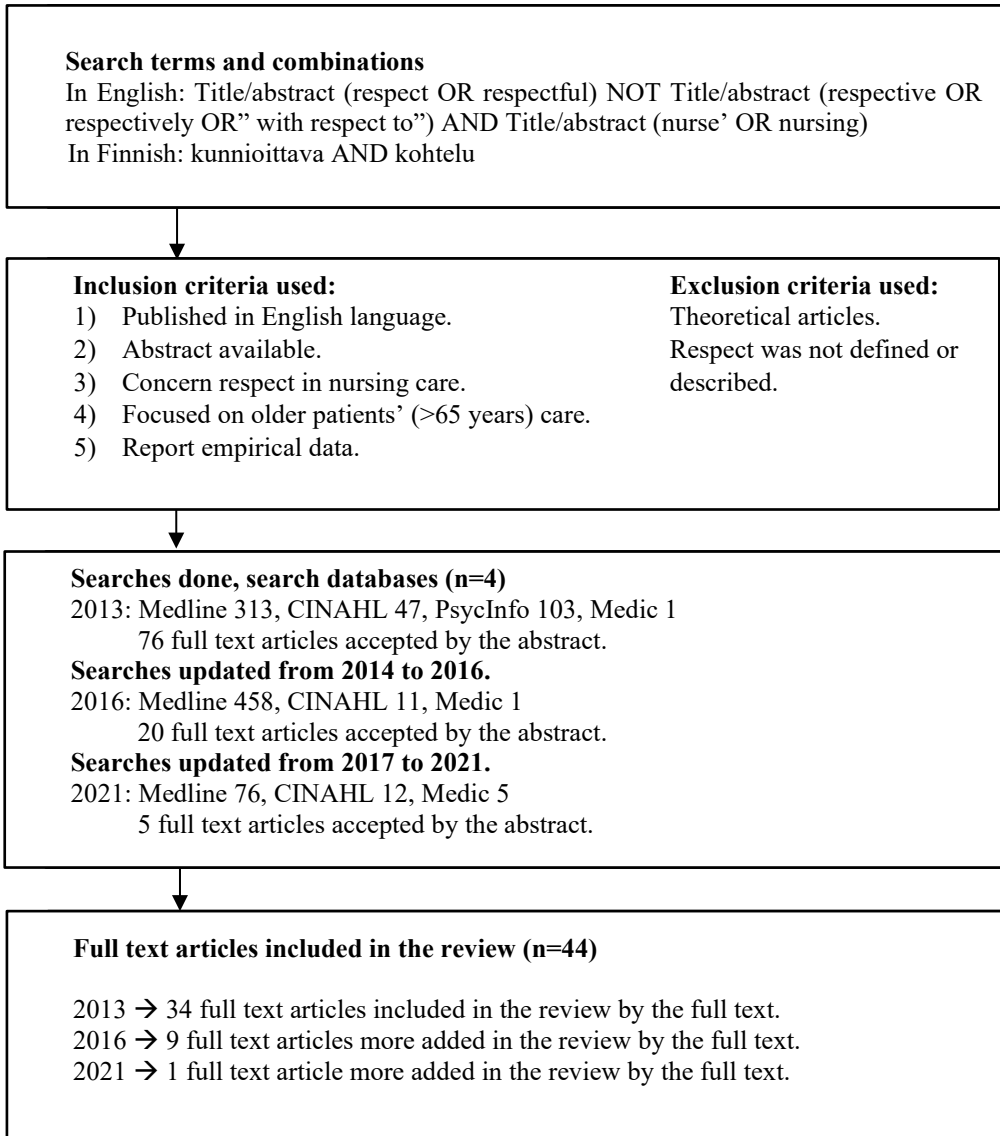 Search terms and combinations
In English: Title/abstract (respect OR respectful) NOT Title/abstract (respective OR
respectively OR” with respect to”) AND Title/abstract (nurse’ OR nursing)
In Finnish: kunnioittava AND kohtelu
Inclusion criteria used:
1) Published in English language.
2) Abstract available.
3) Concern respect in nursing care.
4) Focused on older patients’ (>65 years) care.
5) Report empirical data.
Exclusion criteria used:
Theoretical articles.
Respect was not defined or
described.
Searches done, search databases (n=4)
2013: Medline 313, CINAHL 47, PsycInfo 103, Medic 1
76 full text articles accepted by the abstract.
Searches updated from 2014 to 2016.
2016: Medline 458, CINAHL 11, Medic 1
20 full text articles accepted by the abstract.
Searches updated from 2017 to 2021.
2021: Medline 76, CINAHL 12, Medic 5
5 full text articles accepted by the abstract.
Full text articles included in the review (n=44)
2013 → 34 full text articles included in the review by the full text.
2016 → 9 full text articles more added in the review by the full text.
2021 → 1 full text article more added in the review by the full text.